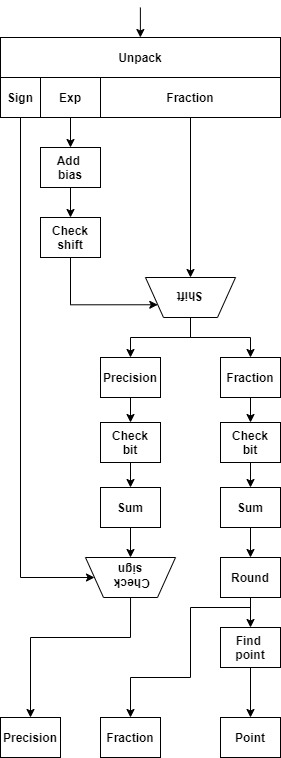 Unpack
Sign Exp Fraction
Add
bias
Check
shift
Shift
Precision Fraction
Check Check
bit bit
Sum Sum
Check
sign
Round
Find
point
Precision Fraction Point